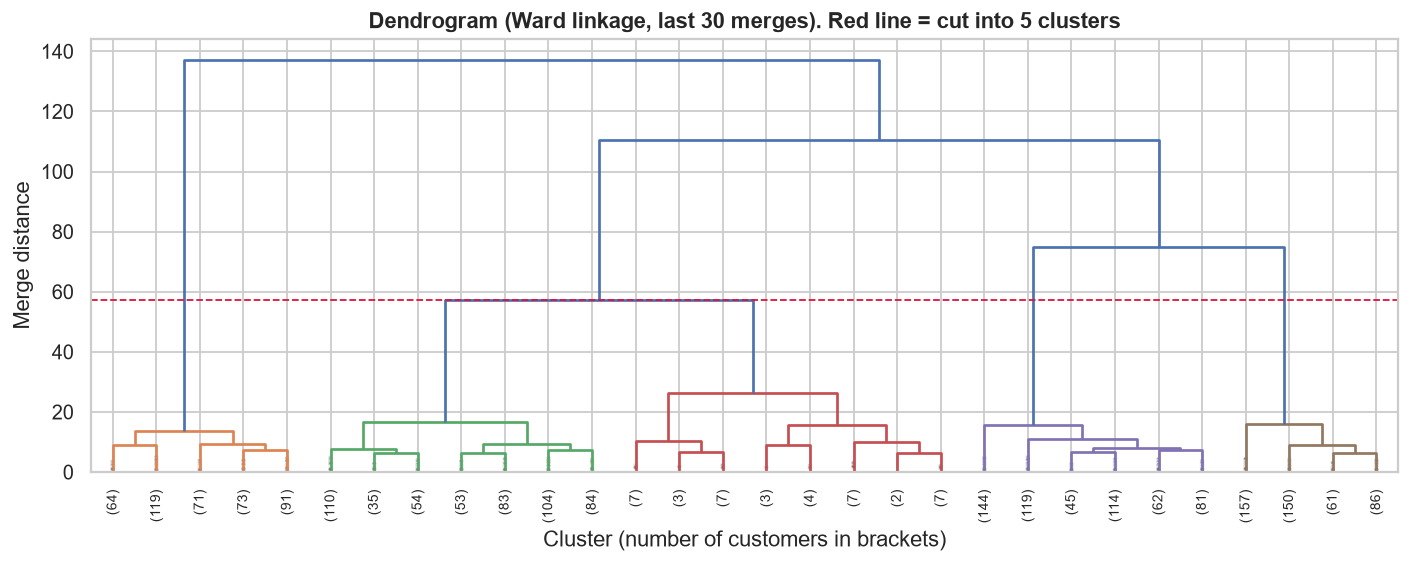 Dendrogram (Ward linkage, last 30 merges). Red line = cut into 5 clusters
Merge distance
140
120
100
80
60
40
20
0
(64) (119) (71) (73) (91) (110) (35) (54) (53) (83) (104) (84) (7) (3) (7) (3) (4) (7) (2) (7) (144) (119) (45) (114) (62) (81) (157) (150) (61) (86)
Cluster (number of customers in brackets)